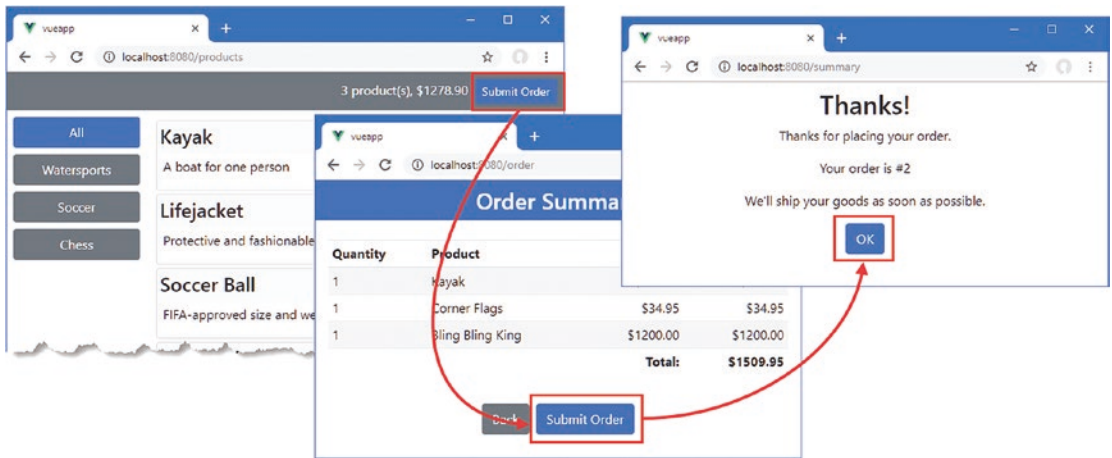 vueapp
localhost:8080/products
3 product(s), $1278.90 Submit Order
All
Watersports
Soccer
Chess
Kayak
A boat for one person
Lifejacket
Protective and fashionable
Soccer Ball
FIFA-approved size and we
vueapp
localhost:8080/order
Order Summa
Quantity Product
1 Kayak
1 Corner Flags $34.95 $34.95
1 Bling Bling King $1200.00 $1200.00
Total: $1509.95
Back Submit Order
vueapp
localhost:8080/summary
Thanks!
Thanks for placing your order.
Your order is #2
We'll ship your goods as soon as possible.
OK